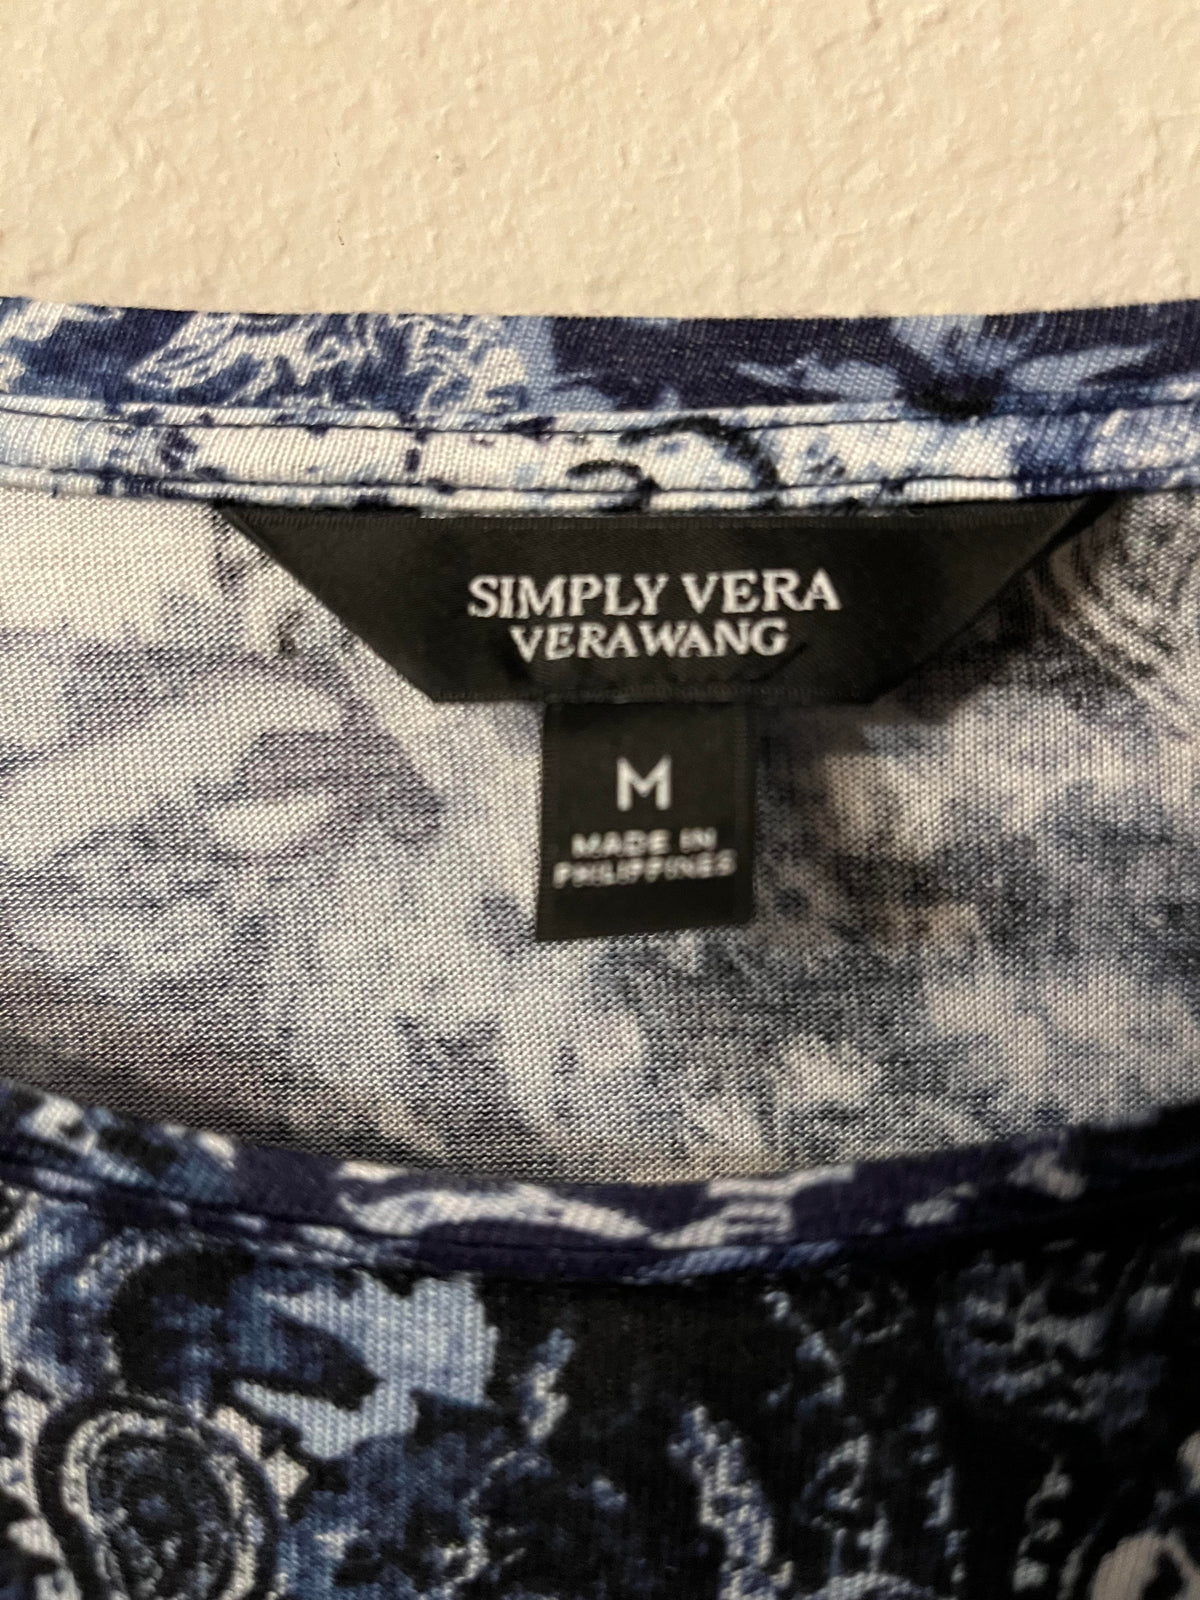 SIMPLY VERA
VERAWANG
M
MADE IN
PHILIPPINES